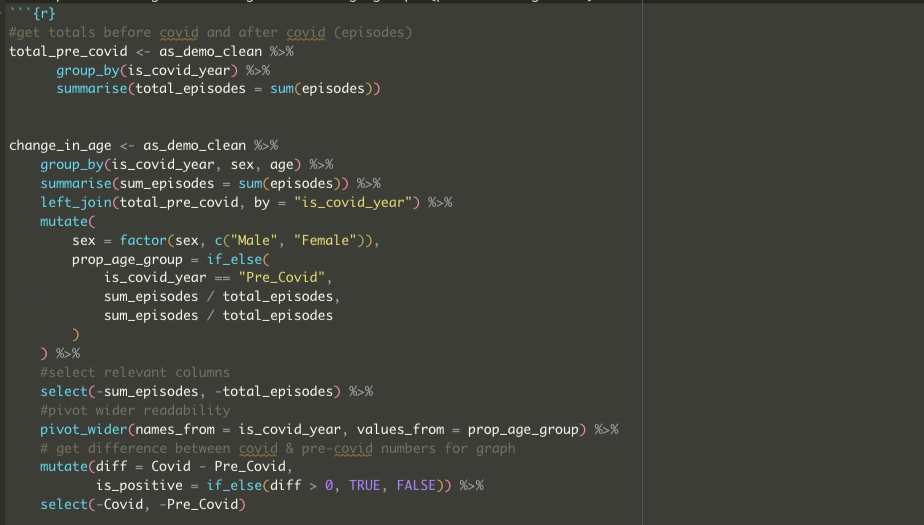 ```{r}
#get totals before covid and after covid (episodes)
total_pre_covid <- as_demo_clean %>%
      group_by(is_covid_year) %>%
      summarise(total_episodes = sum(episodes))


change_in_age <- as_demo_clean %>%
    group_by(is_covid_year, sex, age) %>%
    summarise(sum_episodes = sum(episodes)) %>%
    left_join(total_pre_covid, by = "is_covid_year") %>%
    mutate(
        sex = factor(sex, c("Male", "Female")),
        prop_age_group = if_else(
            is_covid_year == "Pre_Covid",
            sum_episodes / total_episodes,
            sum_episodes / total_episodes
        )
    ) %>%
    #select relevant columns
    select(-sum_episodes, -total_episodes) %>%
    #pivot wider readability
    pivot_wider(names_from = is_covid_year, values_from = prop_age_group) %>%
    # get difference between covid & pre-covid numbers for graph
    mutate(diff = Covid - Pre_Covid,
           is_positive = if_else(diff > 0, TRUE, FALSE)) %>%
    select(-Covid, -Pre_Covid)